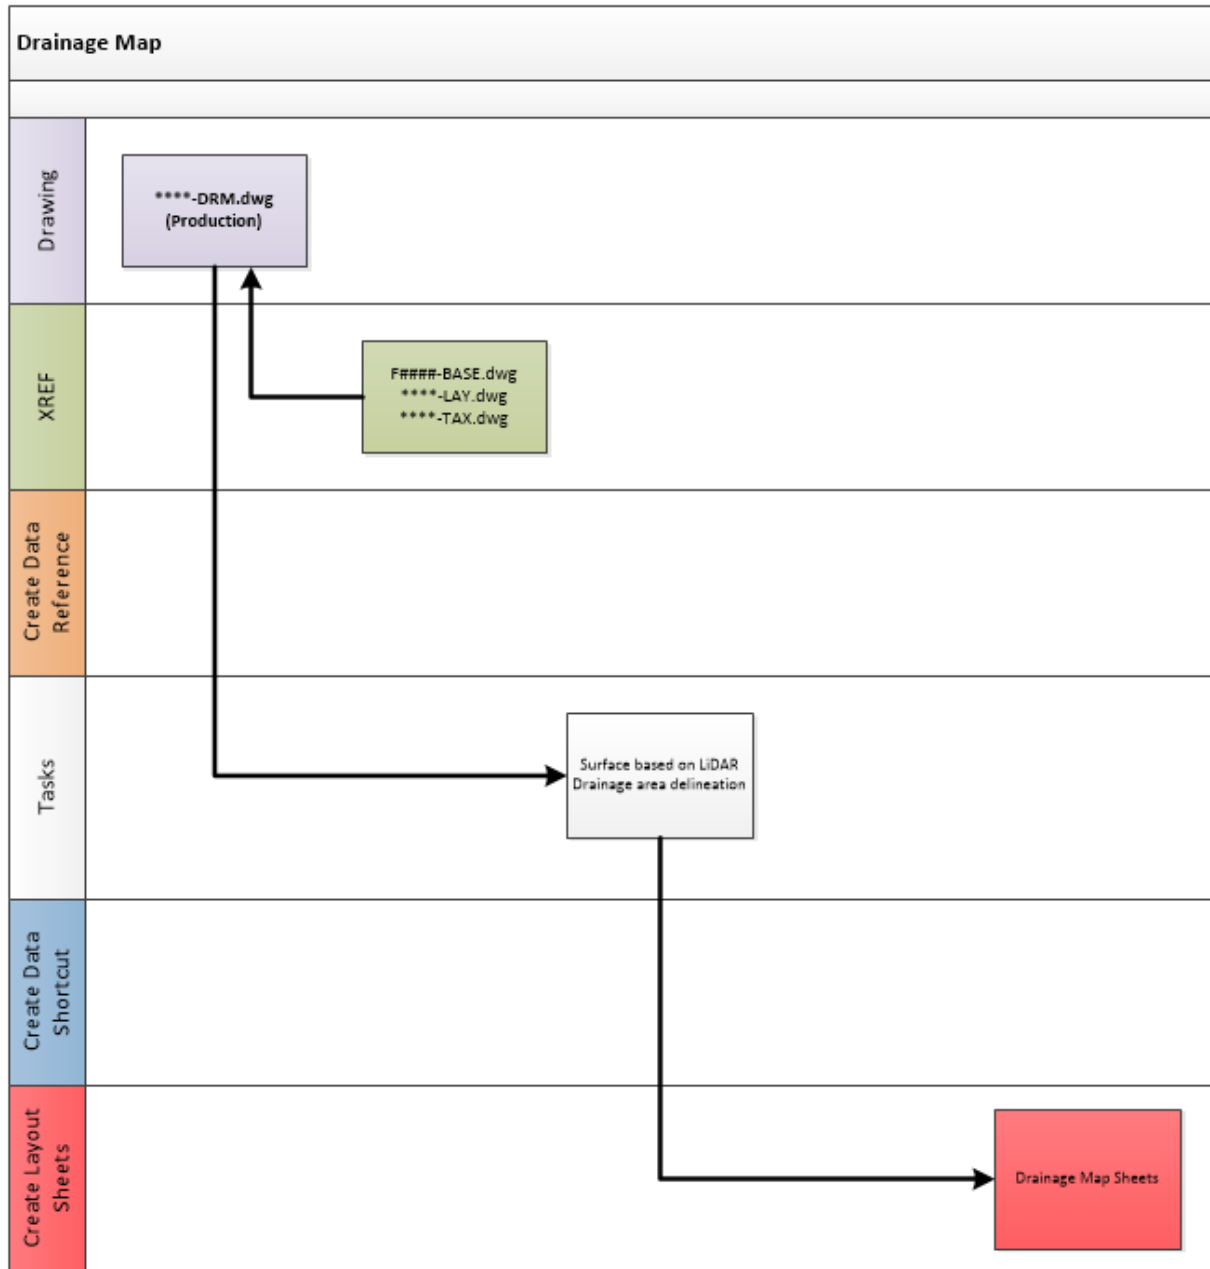 Drainage Map
Drawing
****-DRM.dwg
(Production)
XREF
F####-BASE.dwg
****-LAY.dwg
****-TAX.dwg
Create Data
Reference
Tasks
Surface based on LiDAR
Drainage area delineation
Create Data
Shortcut
Create Layout
Sheets
Drainage Map Sheets